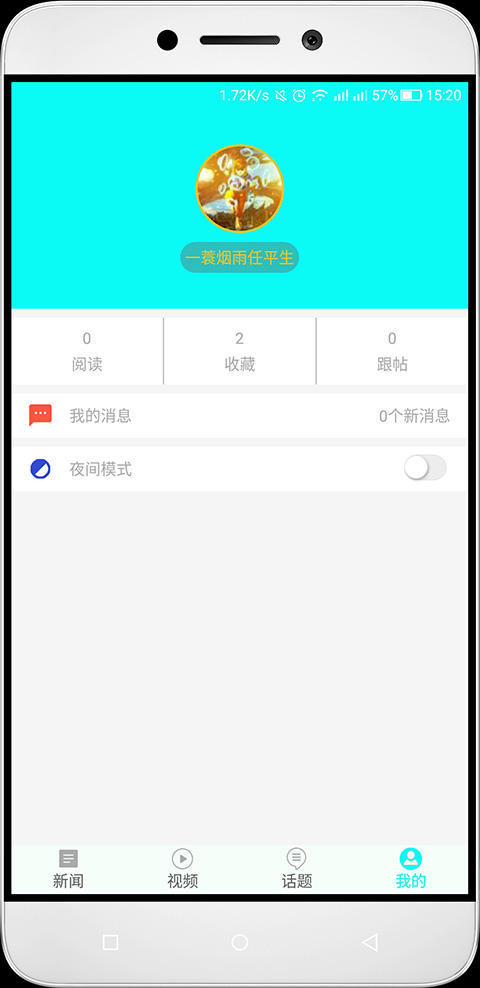 1.72K/s 57% 15:20
一蓑烟雨任平生
0 2 0
阅读 收藏 跟帖
我的消息 0个新消息
夜间模式
新闻 视频 话题 我的